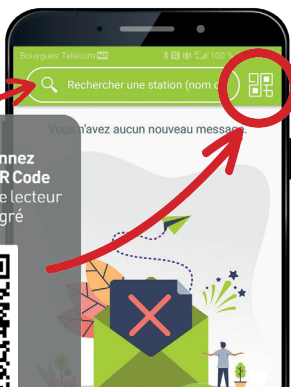 Bouygues Telecom
100 %
Rechercher une station (nom o
Vous n'avez aucun nouveau message.
nnez
R Code
e lecteur
gré